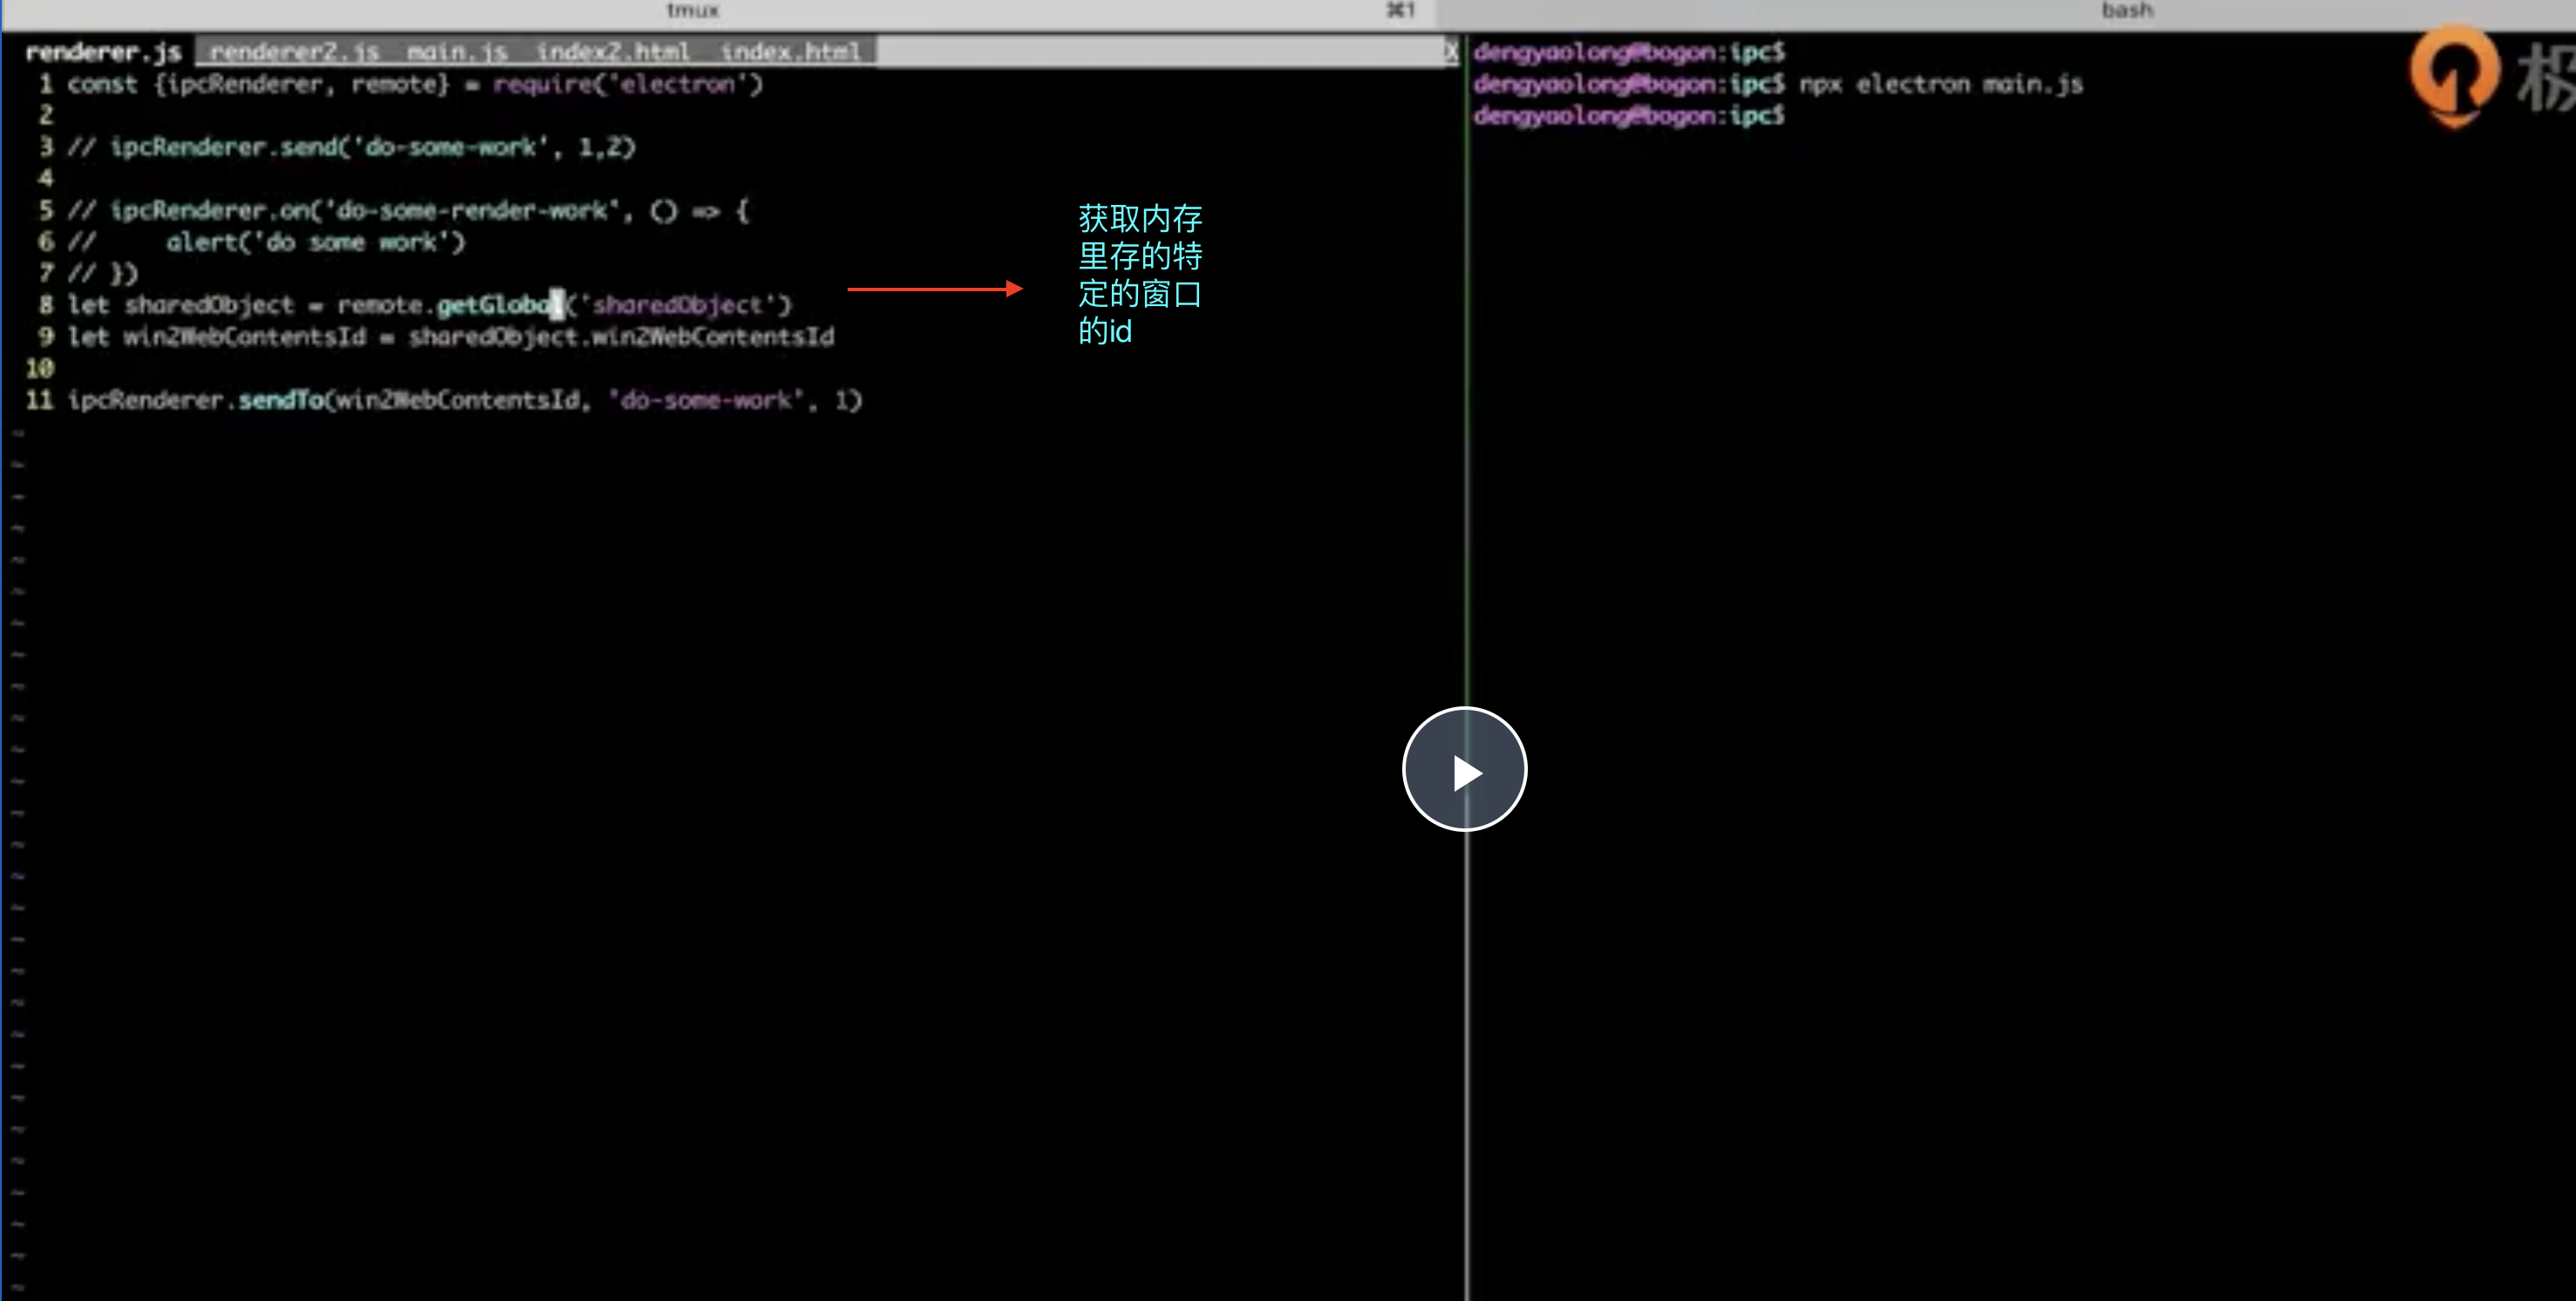 tmux
⌘1
bash
renderer.js renderer2.js main.js index2.html index.html X
1 const {ipcRenderer, remote} = require('electron')
2
3 // ipcRenderer.send('do-some-work', 1,2)
4
5 // ipcRenderer.on('do-some-render-work', () => {
6 //     alert('do some work')
7 // })
8 let sharedObject = remote.getGlobal('sharedObject')
9 let win2WebContentsId = sharedObject.win2WebContentsId
10
11 ipcRenderer.sendTo(win2WebContentsId, 'do-some-work', 1)
获取内存
里存的特
定的窗口
的id
dengyaolong@bogon:ipc$
dengyaolong@bogon:ipc$ npx electron main.js
dengyaolong@bogon:ipc$
极